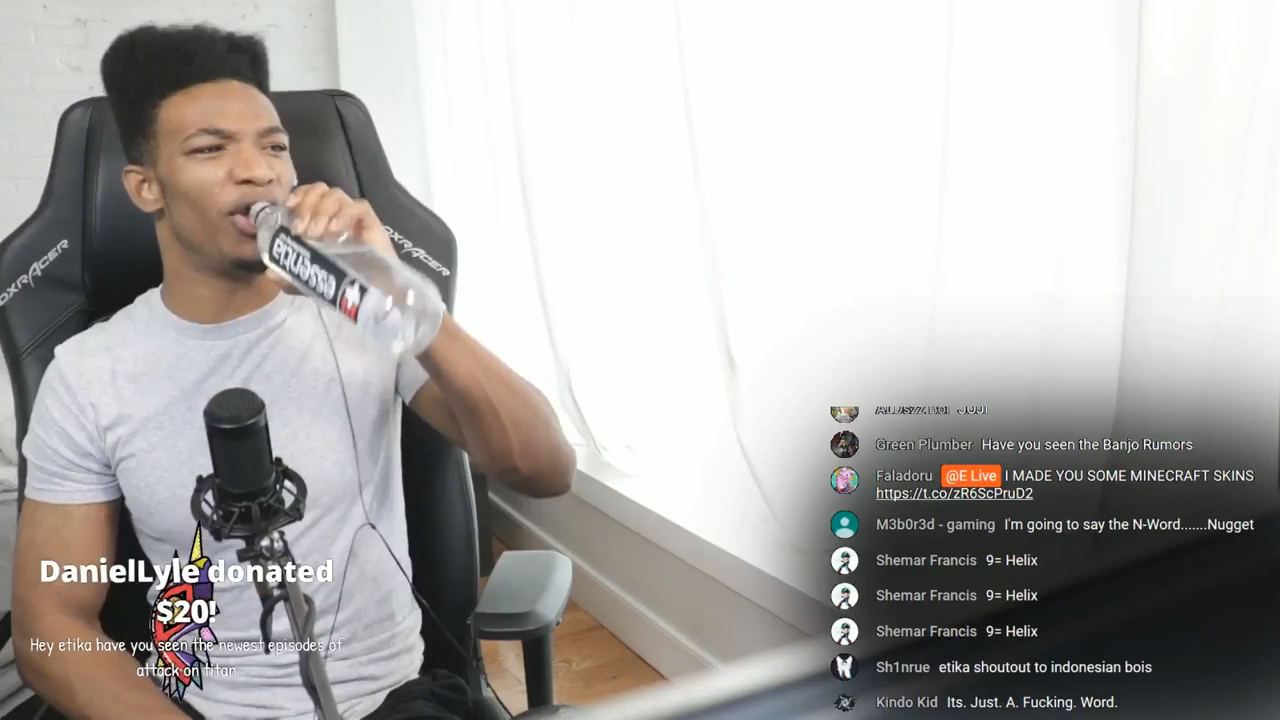 DXRACER
DXRACER
essentia
DanielLyle donated
$20!
Hey etika have you seen the newest episodes of
attack on titan
JUJI
Green Plumber Have you seen the Banjo Rumors
Faladoru @E Live I MADE YOU SOME MINECRAFT SKINS
https://t.co/zR6ScPruD2
M3b0r3d - gaming I'm going to say the N-Word.......Nugget
Shemar Francis 9= Helix
Shemar Francis 9= Helix
Shemar Francis 9= Helix
Sh1nrue etika shoutout to indonesian bois
Kindo Kid Its. Just. A. Fucking. Word.